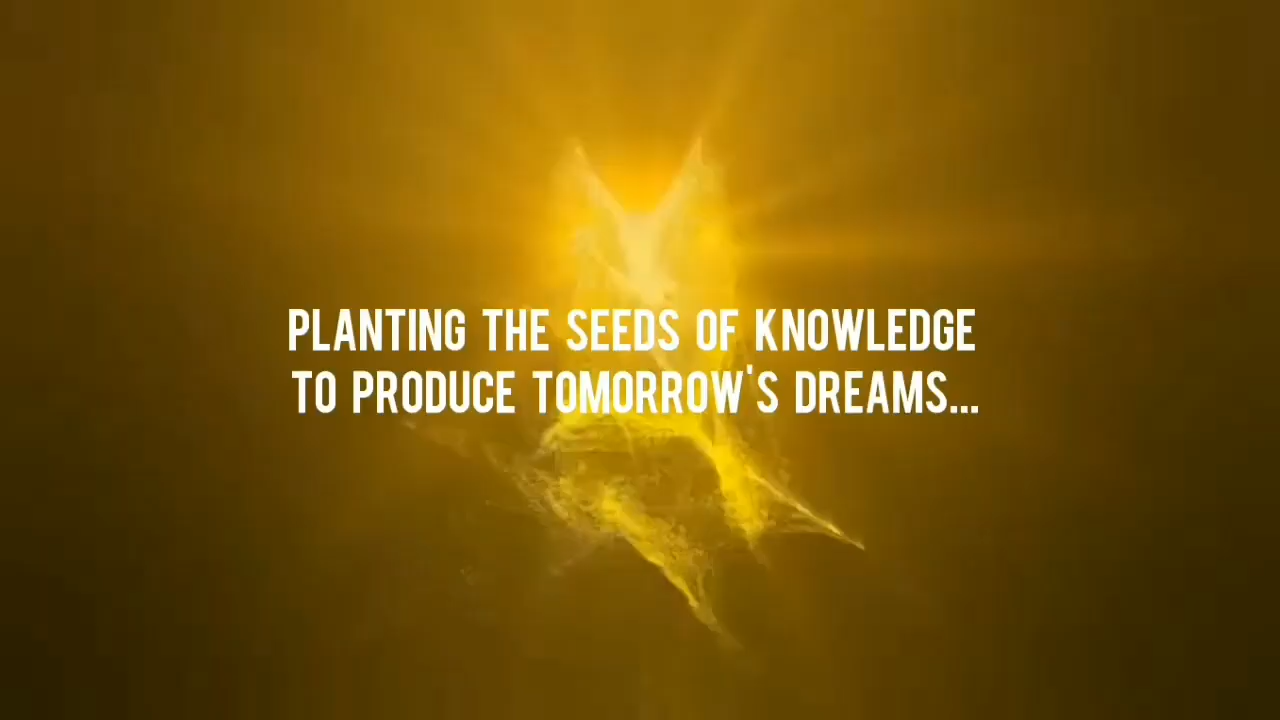 PLANTING THE SEEDS OF KNOWLEDGE
TO PRODUCE TOMORROW'S DREAMS...